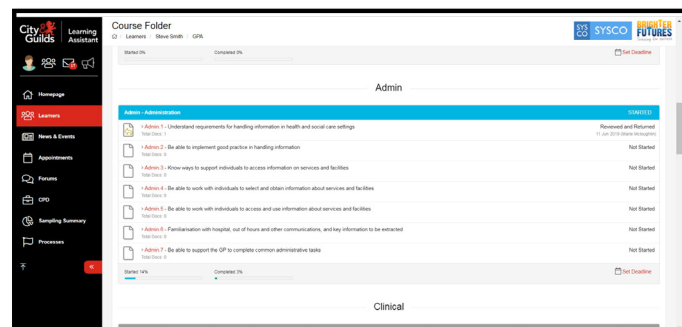 City & Guilds
Learning Assistant
Course Folder
Learners
Steve Smith
GPA
SYS CO
SYSCO
BRIGHTER FUTURES
Started 0%
Completed 0%
Set Deadline
Homepage
Learners
News & Events
Appointments
Forums
CPD
Sampling Summary
Processes
Admin
Admin - Administration
STARTED
> Admin.1 - Understand requirements for handling information in health and social care settings
Total Docs: 1
Reviewed and Returned
> Admin.2 - Be able to implement good practice in handling information
Total Docs: 0
Not Started
> Admin.3 - Know ways to support individuals to access information on services and facilities
Total Docs: 0
Not Started
> Admin.4 - Be able to work with individuals to select and obtain information about services and facilities
Total Docs: 0
Not Started
> Admin.5 - Be able to work with individuals to access and use information about services and facilities
Total Docs: 0
Not Started
> Admin.6 - Familiarisation with hospital, out of hours and other communications, and key information to be extracted
Total Docs: 0
Not Started
> Admin.7 - Be able to support the GP to complete common administrative tasks
Total Docs: 0
Not Started
Started 14%
Completed 3%
Set Deadline
Clinical